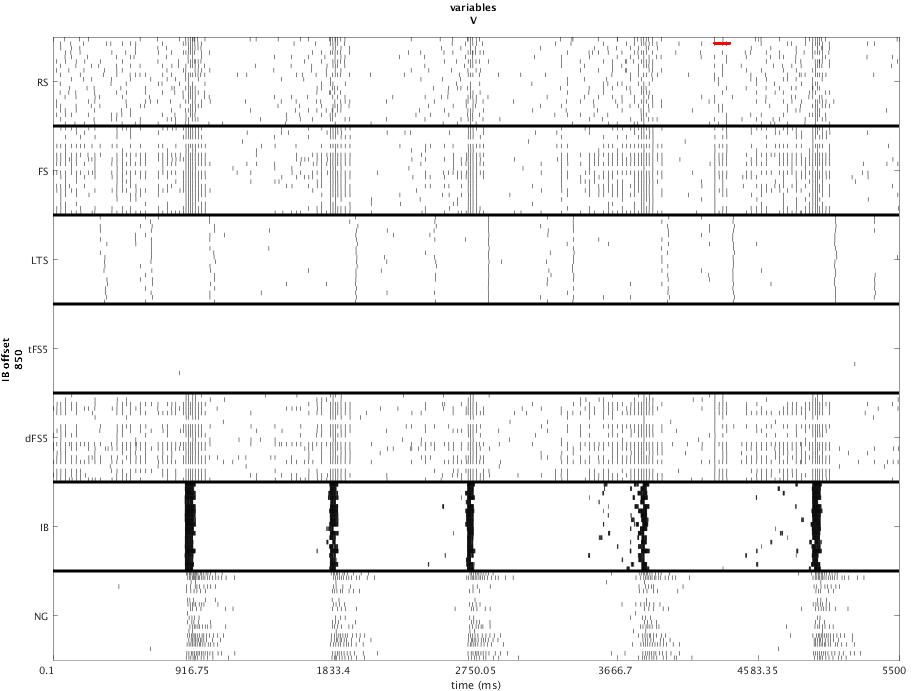 variables
V
RS
FS
LTS
tFS5
dFS5
IB
NG
IB offset
850
0.1
916.75
1833.4
2750.05
3666.7
4583.35
5500
time (ms)